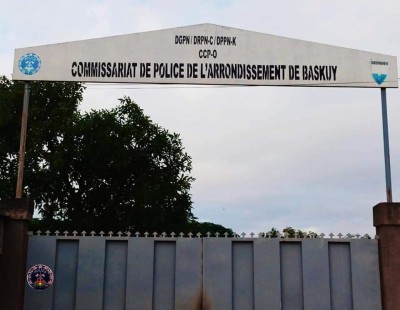 DGPN / DRPN-C / DPPN-K
CCP-O
COMMISSARIAT DE POLICE DE L'ARRONDISSEMENT DE BASKUY